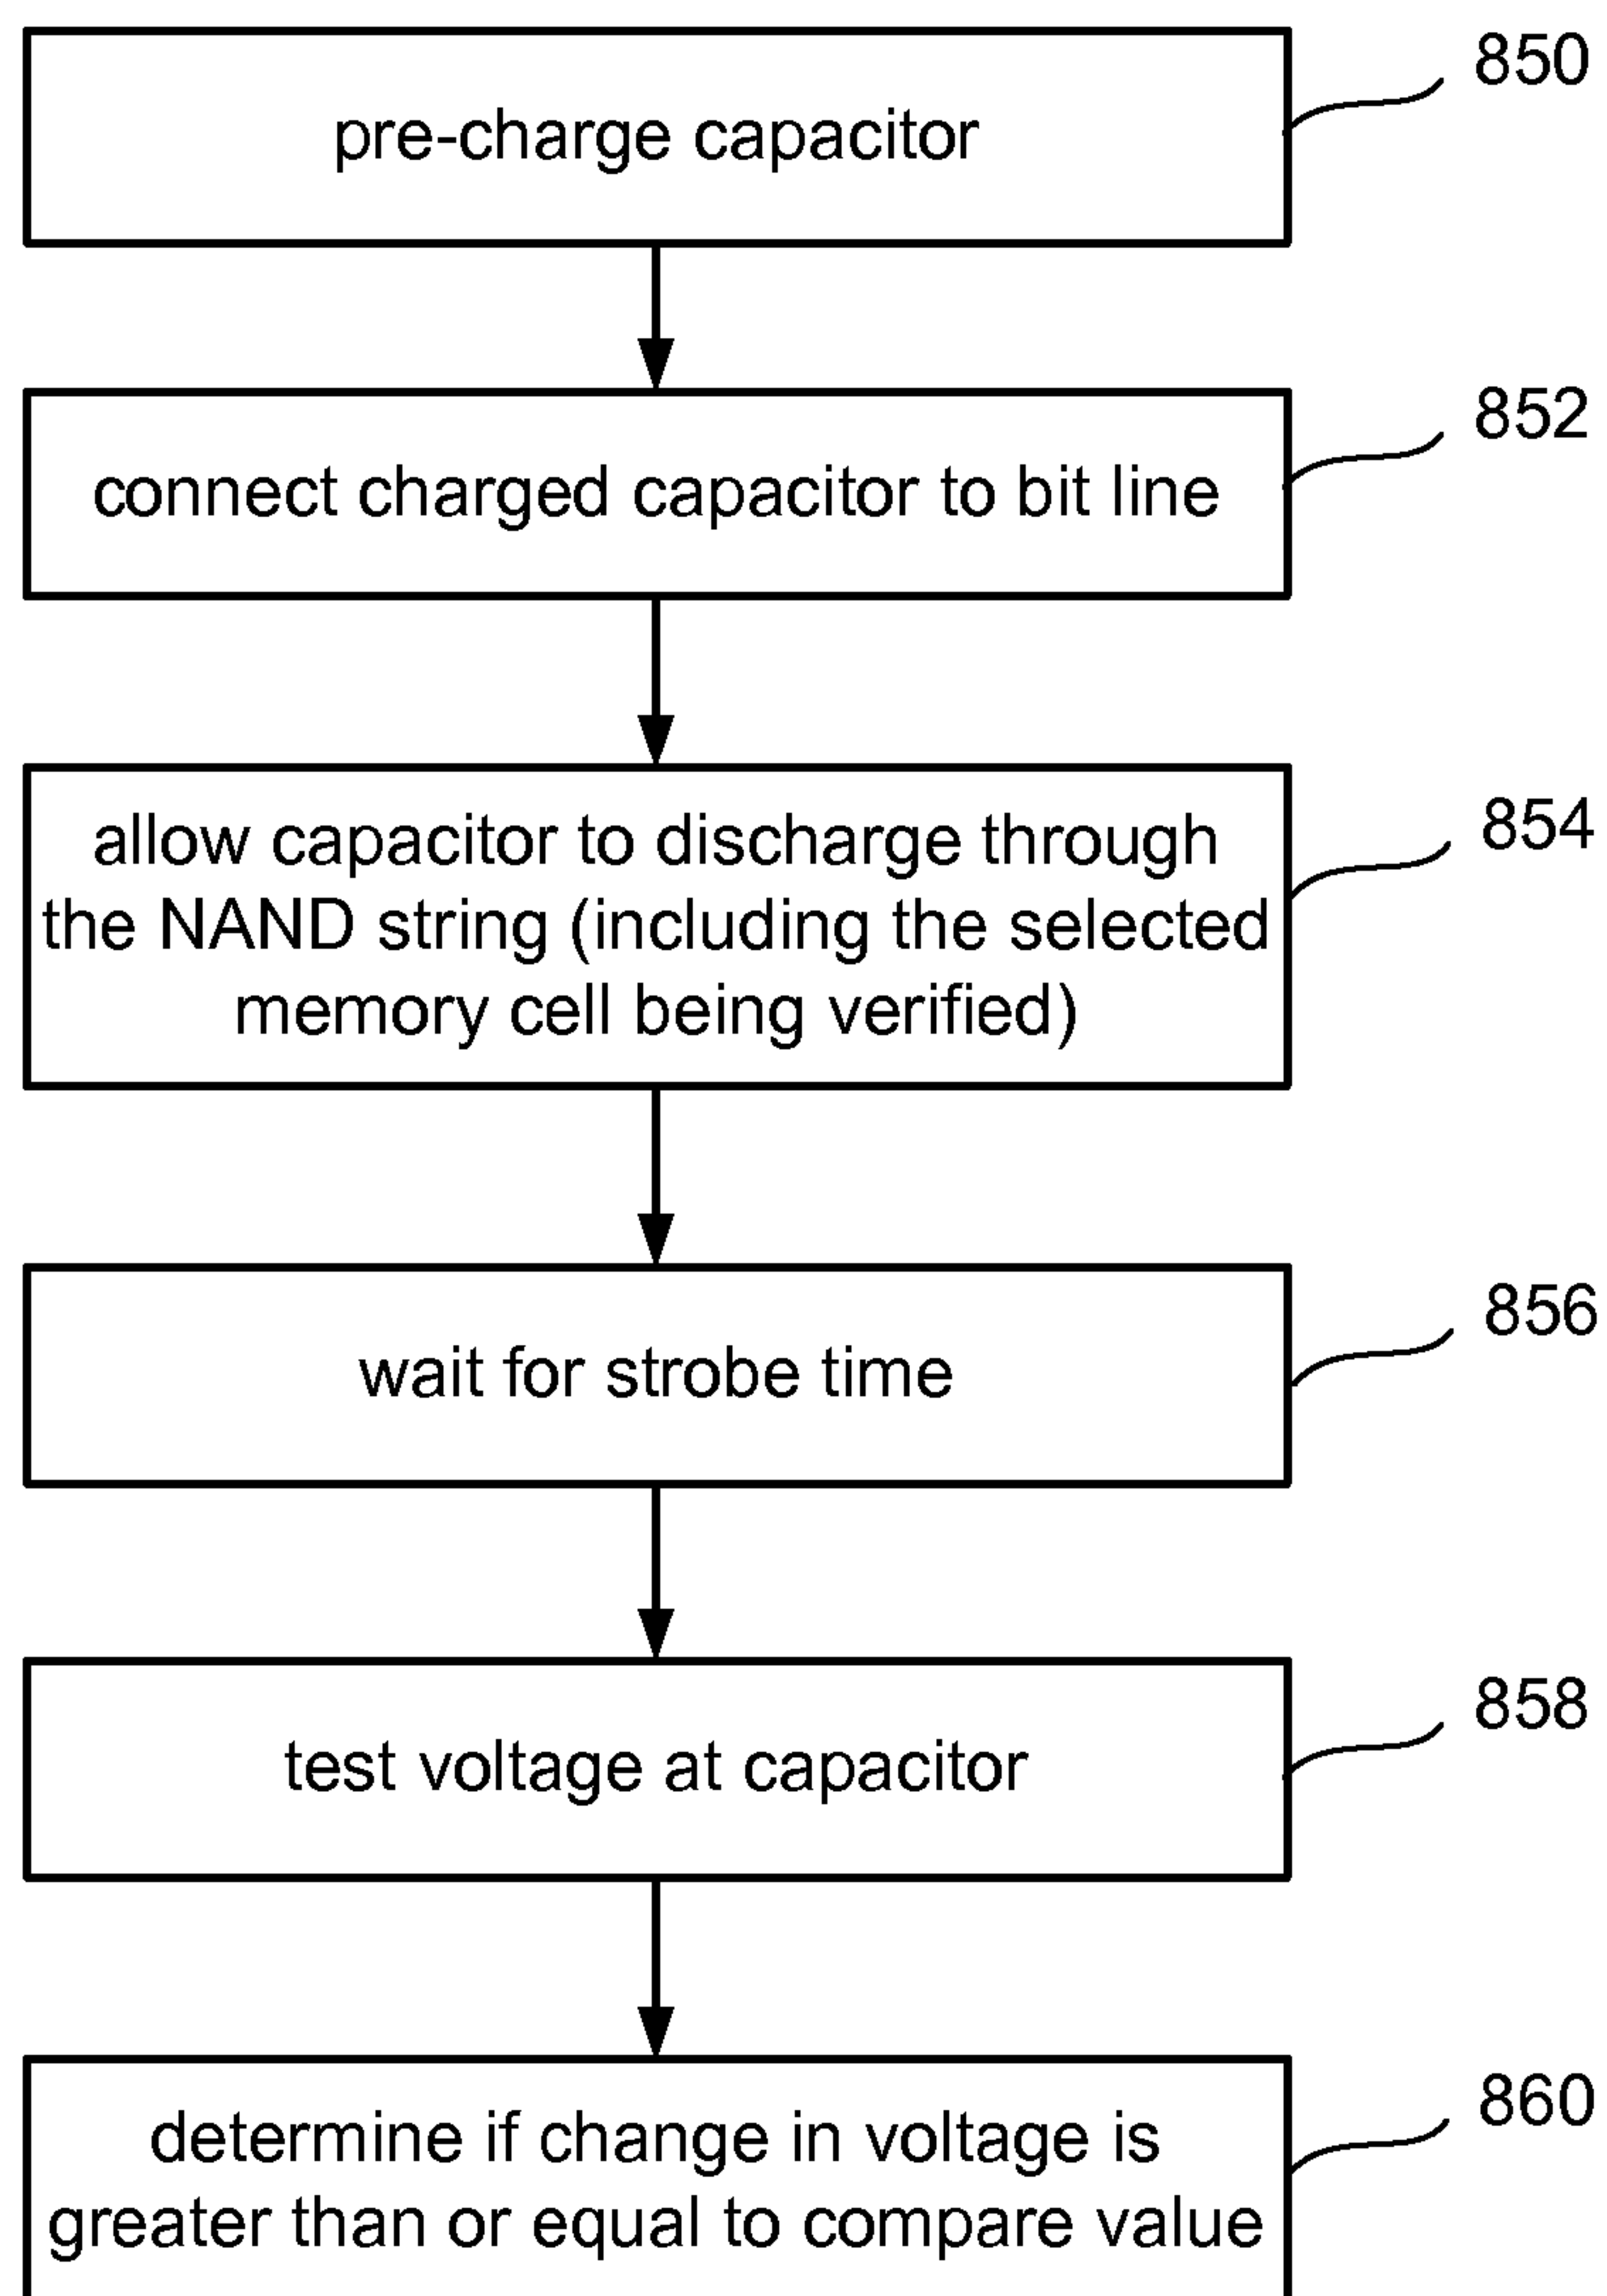 850
pre-charge capacitor
852
connect charged capacitor to bit line
854
allow capacitor to discharge through
the NAND string (including the selected
memory cell being verified)
856
wait for strobe time
858
test voltage at capacitor
860
determine if change in voltage is
greater than or equal to compare value